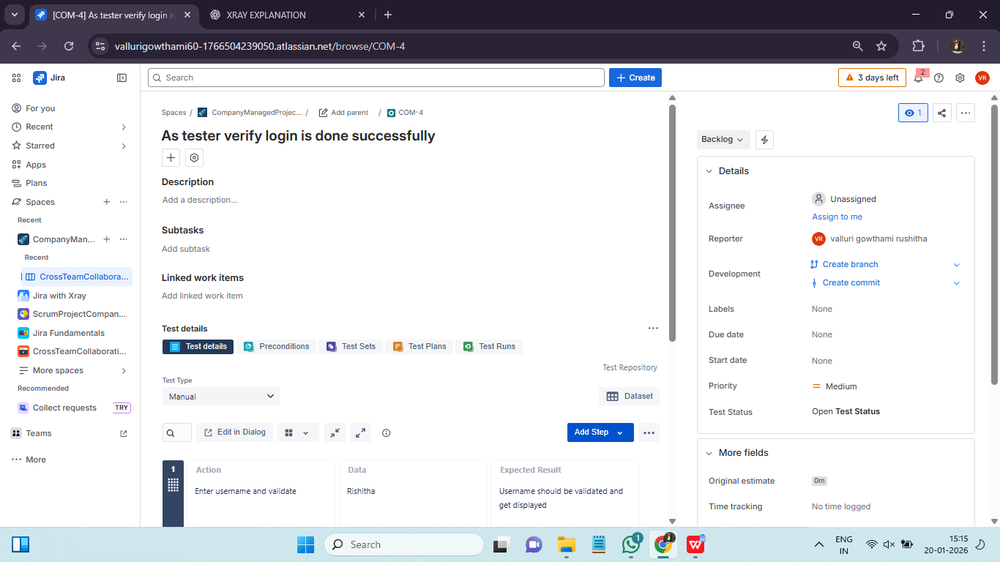 [COM-4] As tester verify login is
XRAY EXPLANATION
vallurigowthami60-1766504239050.atlassian.net/browse/COM-4
Jira
Search
Create
3 days left
2
VR
For you
Recent
Starred
Apps
Plans
Spaces
Recent
CompanyMan...
Recent
CrossTeamCollabora...
Jira with Xray
ScrumProjectCompan...
Jira Fundamentals
CrossTeamCollaborati...
More spaces
Recommended
Collect requests TRY
Teams
More
Spaces / CompanyManagedProjec... / Add parent / COM-4
As tester verify login is done successfully
Description
Add a description...
Subtasks
Add subtask
Linked work items
Add linked work item
Test details
Test details Preconditions Test Sets Test Plans Test Runs
Test Repository
Test Type
Manual
Dataset
Edit in Dialog
Add Step
1
Action
Enter username and validate
Data
Rishitha
Expected Result
Username should be validated and
get displayed
1
Backlog
Details
Assignee
Unassigned
Assign to me
Reporter
VR valluri gowthami rushitha
Development
Create branch
Create commit
Labels None
Due date None
Start date None
Priority Medium
Test Status Open Test Status
More fields
Original estimate 0m
Time tracking No time logged
Search
1
ENG
IN
15:15
20-01-2026